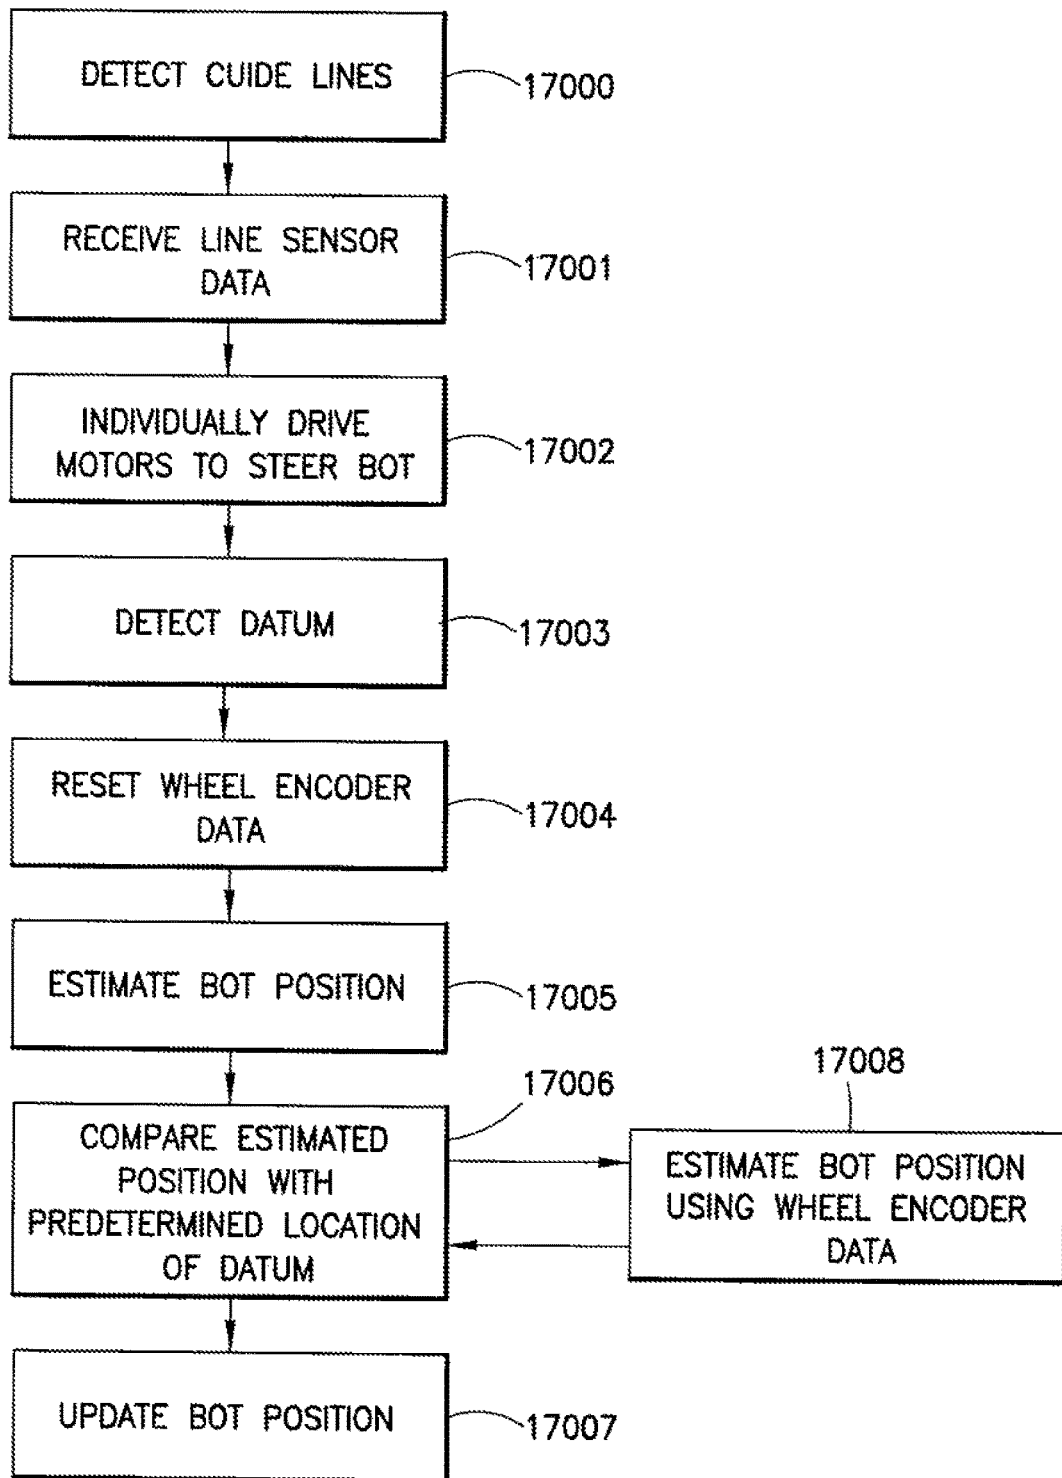 DETECT CUIDE LINES
17000
RECEIVE LINE SENSOR
DATA
17001
INDIVIDUALLY DRIVE
MOTORS TO STEER BOT
17002
DETECT DATUM
17003
RESET WHEEL ENCODER
DATA
17004
ESTIMATE BOT POSITION
17005
COMPARE ESTIMATED
POSITION WITH
PREDETERMINED LOCATION
OF DATUM
17006
17008
ESTIMATE BOT POSITION
USING WHEEL ENCODER
DATA
UPDATE BOT POSITION
17007